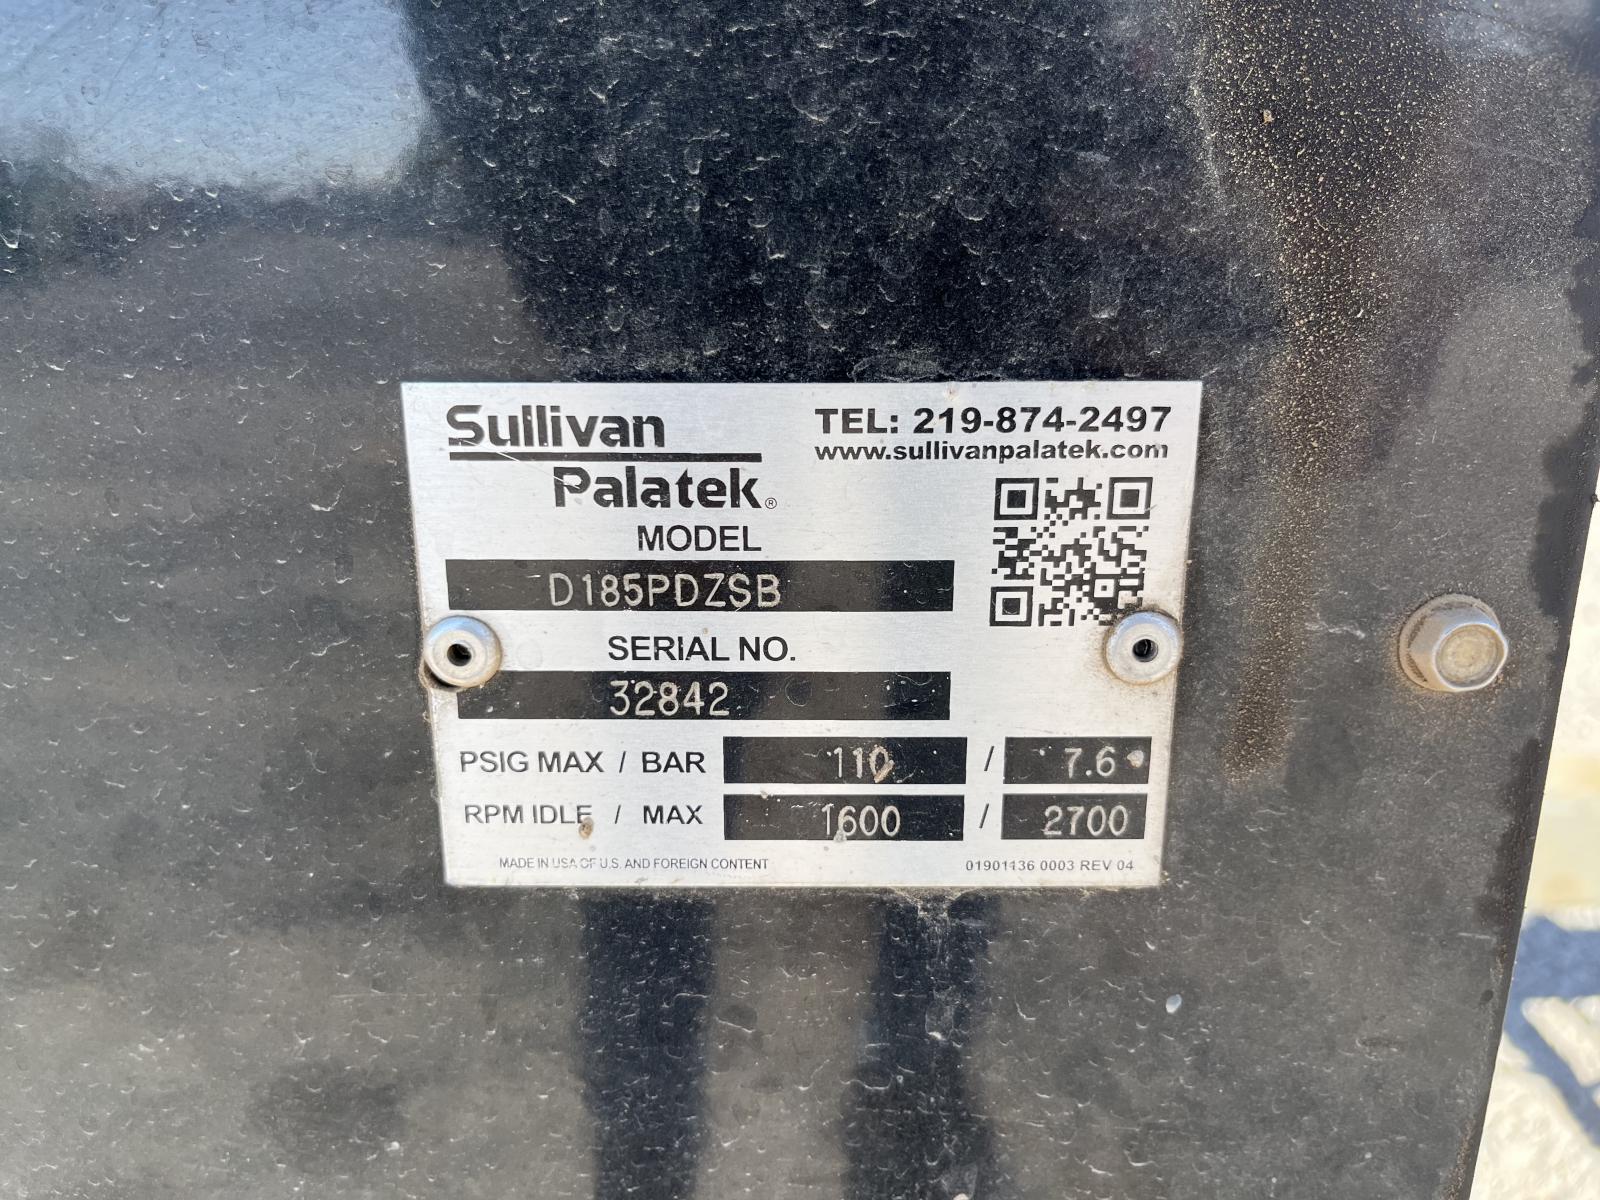 Sullivan
Palatek®
TEL: 219-874-2497
www.sullivanpalatek.com
MODEL
D185PDZSB
SERIAL NO.
32842
PSIG MAX / BAR 110 / 7.6
RPM IDLE / MAX 1600 / 2700
MADE IN USA OF U.S. AND FOREIGN CONTENT
01901136 0003 REV 04